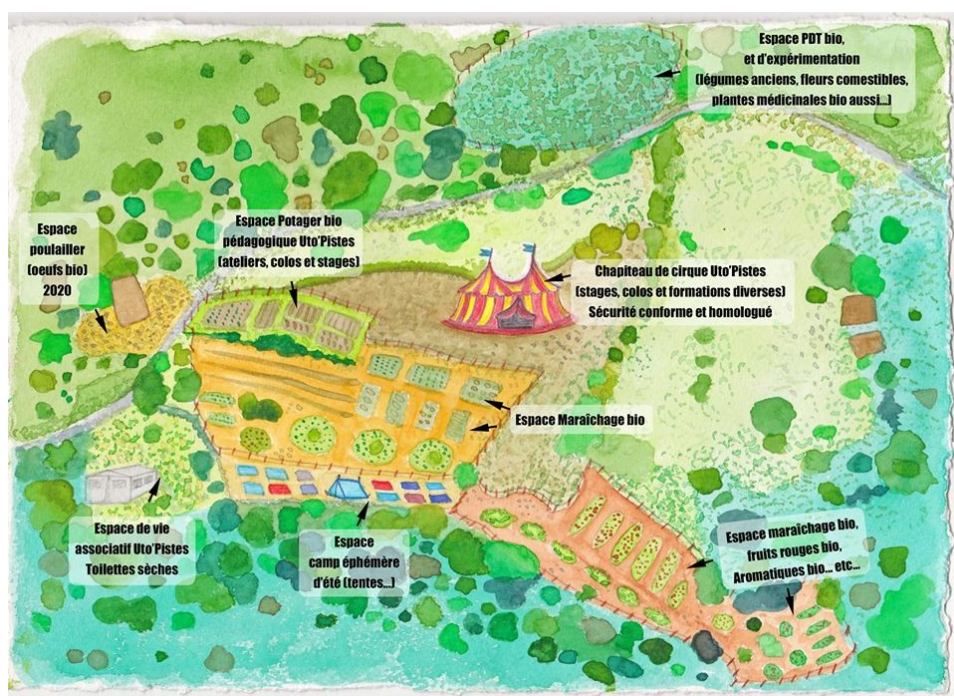 Espace PDT bio,
et d'expérimentation
(légumes anciens, fleurs comestibles,
plantes médicinales bio aussi...)
Espace
poulailler
(oeufs bio)
2020
Espace Potager bio
pédagogique Uto'Pistes
(ateliers, colos et stages)
Chapiteau de cirque Uto'Pistes
(stages, colos et formations diverses)
Sécurité conforme et homologué
Espace Maraîchage bio
Espace de vie
associatif Uto'Pistes
Toilettes sèches
Espace
camp éphémère
d'été (tentes...)
Espace maraichage bio,
fruits rouges bio,
Aromatiques bio... etc...